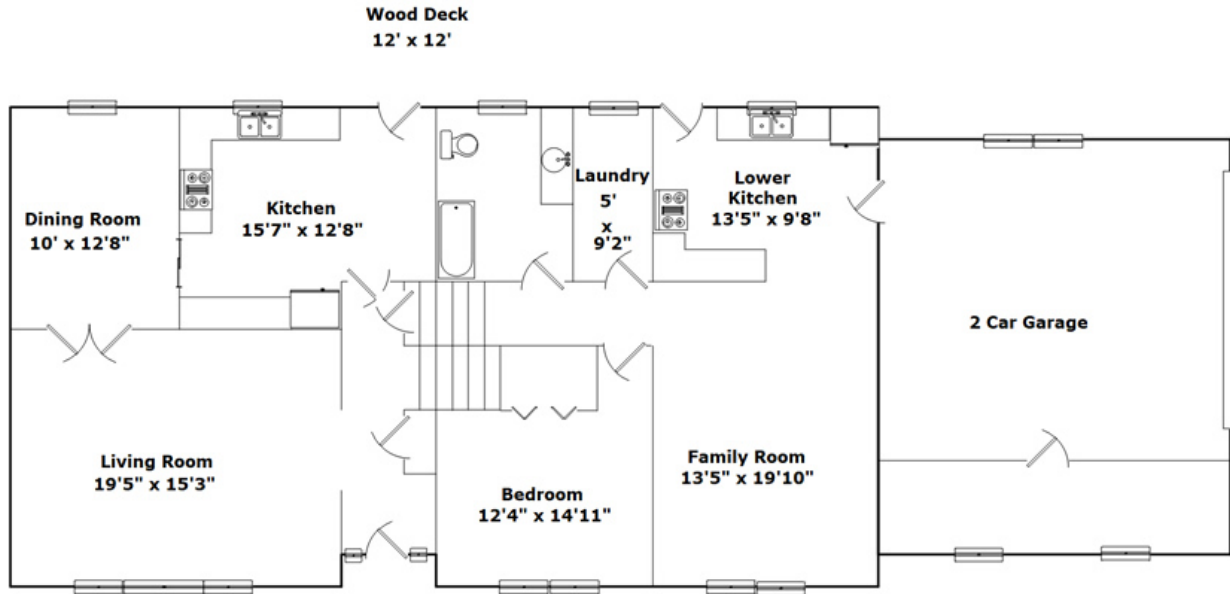 Wood Deck
12' x 12'
Dining Room
10' x 12'8"
Kitchen
15'7" x 12'8"
Laundry
5'
x
9'2"
Lower
Kitchen
13'5" x 9'8"
2 Car Garage
Living Room
19'5" x 15'3"
Bedroom
12'4" x 14'11"
Family Room
13'5" x 19'10"